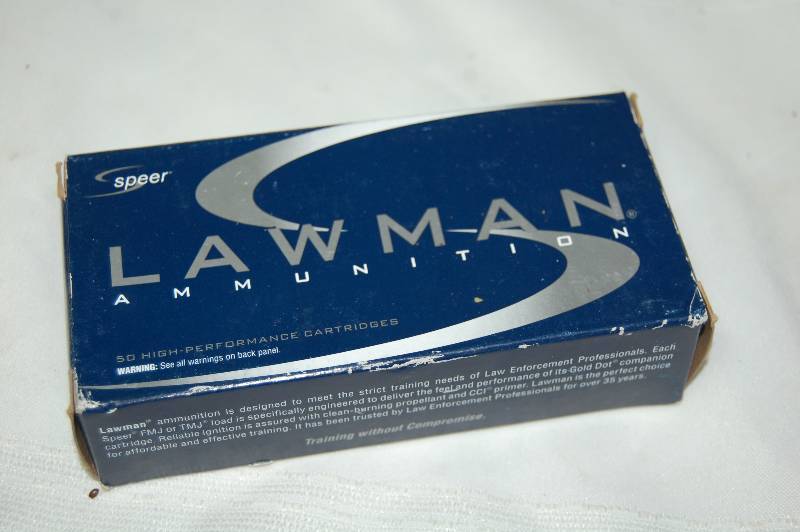 speer
LAWMAN®
AMMUNITION
50 HIGH-PERFORMANCE CARTRIDGES
WARNING: See all warnings on back panel.
Lawman® ammunition is designed to meet the strict training needs of Law Enforcement Professionals. Each
Speer® FMJ or TMJ® load is specifically engineered to deliver the feel and performance of its Gold Dot® companion
cartridge. Reliable ignition is assured with clean-burning propellant and CCI® primer. Lawman is the perfect choice
for affordable and effective training. It has been trusted by Law Enforcement Professionals for over 35 years.
Training without Compromise.